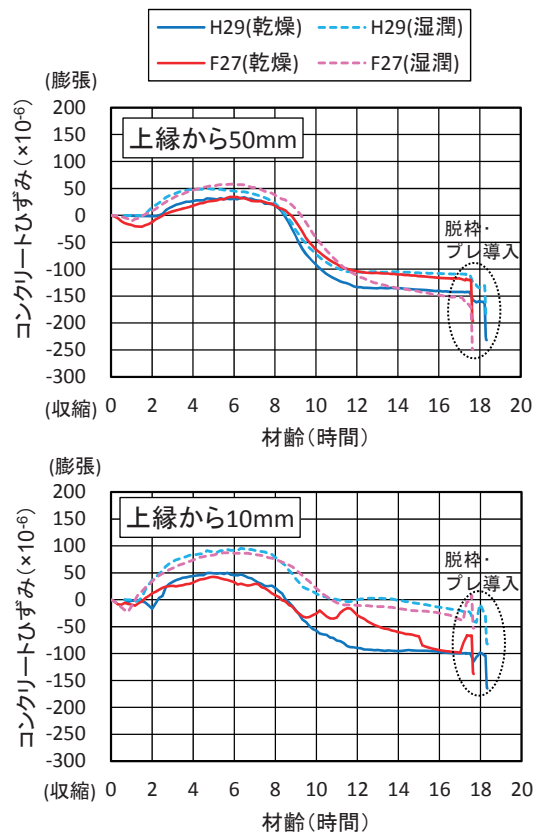 H29(乾燥) H29(湿潤)
F27(乾燥) F27(湿潤)
(膨張)
200
150
100
50
0
-50
-100
-150
-200
-250
-300
(収縮)
コンクリートひずみ(×10⁻⁶)
上縁から50mm
脱枠・
プレ導入
0 2 4 6 8 10 12 14 16 18 20
材齢(時間)
(膨張)
200
150
100
50
0
-50
-100
-150
-200
-250
-300
(収縮)
コンクリートひずみ(×10⁻⁶)
上縁から10mm
脱枠・
プレ導入
0 2 4 6 8 10 12 14 16 18 20
材齢(時間)